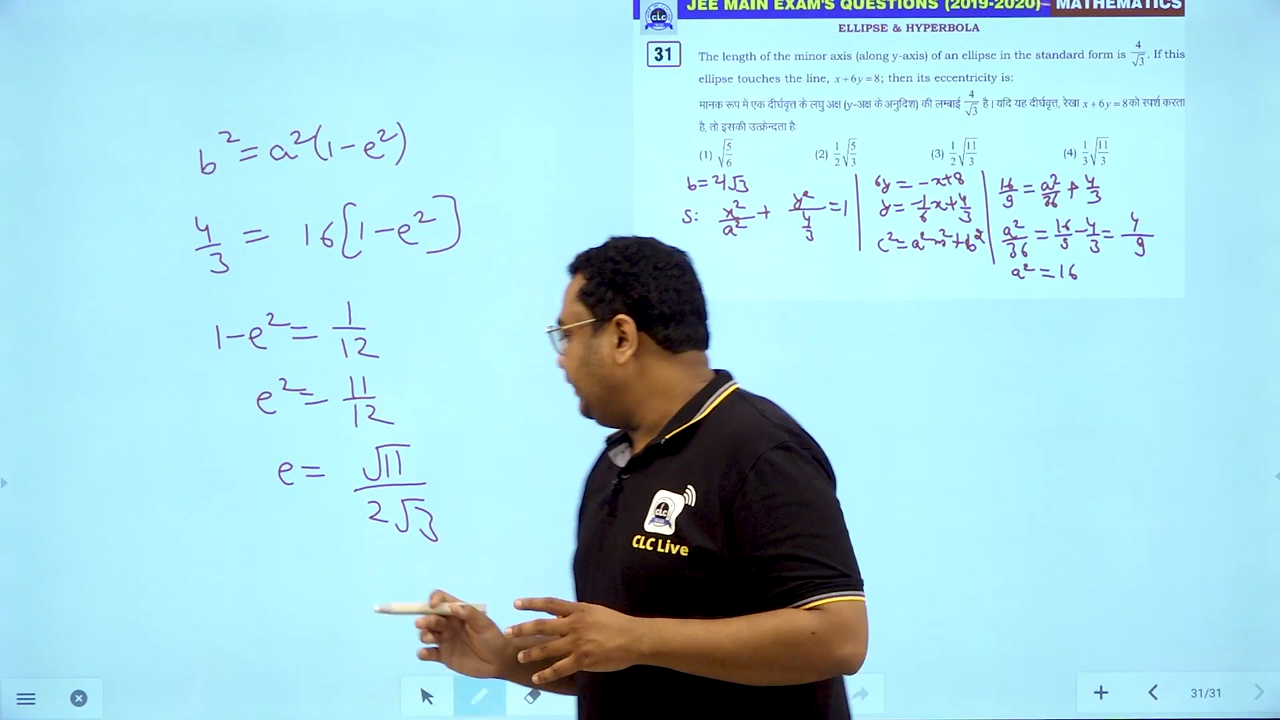 JEE MAIN EXAM'S QUESTIONS (2019-2020)– MATHEMATICS
ELLIPSE & HYPERBOLA
31
The length of the minor axis (along y-axis) of an ellipse in the standard form is 4/√3. If this
ellipse touches the line, x+6y=8; then its eccentricity is:
मानक रूप में एक दीर्घवृत्त के लघु अक्ष (y-अक्ष के अनुदिश) की लम्बाई 4/√3 है। यदि यह दीर्घवृत्त, रेखा x+6y=8 को स्पर्श करता
है, तो इसकी उत्केन्दता है
(1) √(5/6) (2) 1/2 √(5/3) (3) 1/2 √(11/3) (4) 1/3 √(11/3)
S: x²/a² + y²/(4/3) = 1
6y = -x+8
y = -1/6 x + 4/3
c² = a²m² + b²
16/9 = a²/36 + 4/3
a²/36 = 16/9 - 4/3 = 4/9
a² = 16
b² = a²(1-e²)
4/3 = 16[1-e²]
1-e² = 1/12
e² = 11/12
e = √11/2√3
CLC
CLC Live
31/31